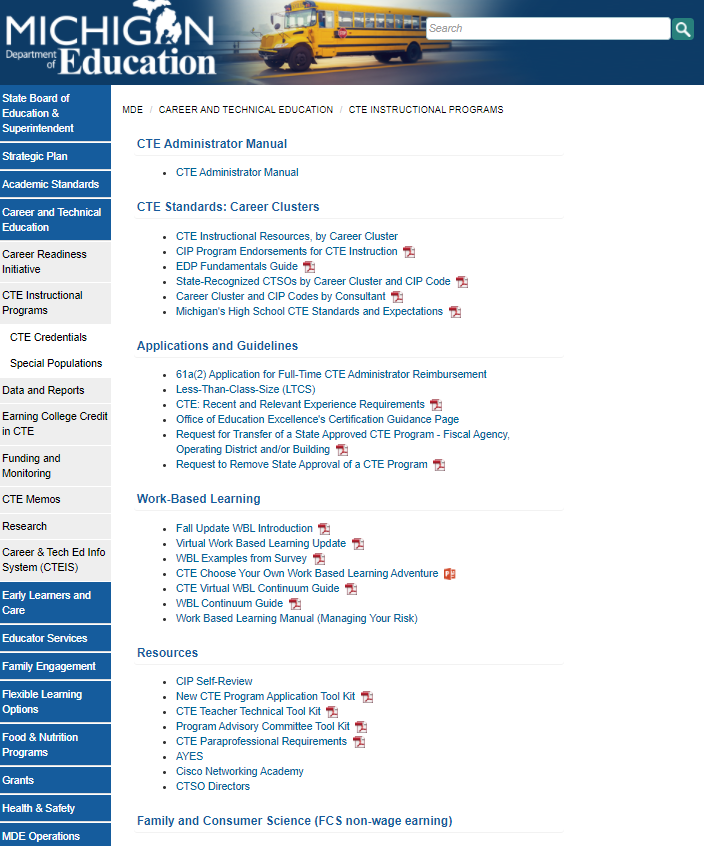 MICHIGAN
Department of Education
Search
STOP
State Board of
Education &
Superintendent
Strategic Plan
Academic Standards
Career and Technical
Education
Career Readiness
Initiative
CTE Instructional
Programs
CTE Credentials
Special Populations
Data and Reports
Earning College Credit
in CTE
Funding and
Monitoring
CTE Memos
Research
Career & Tech Ed Info
System (CTEIS)
Early Learners and
Care
Educator Services
Family Engagement
Flexible Learning
Options
Food & Nutrition
Programs
Grants
Health & Safety
MDE Operations
MDE / CAREER AND TECHNICAL EDUCATION / CTE INSTRUCTIONAL PROGRAMS
CTE Administrator Manual
• CTE Administrator Manual
CTE Standards: Career Clusters
• CTE Instructional Resources, by Career Cluster
• CIP Program Endorsements for CTE Instruction
• EDP Fundamentals Guide
• State-Recognized CTSOs by Career Cluster and CIP Code
• Career Cluster and CIP Codes by Consultant
• Michigan's High School CTE Standards and Expectations
Applications and Guidelines
• 61a(2) Application for Full-Time CTE Administrator Reimbursement
• Less-Than-Class-Size (LTCS)
• CTE: Recent and Relevant Experience Requirements
• Office of Education Excellence's Certification Guidance Page
• Request for Transfer of a State Approved CTE Program - Fiscal Agency,
Operating District and/or Building
• Request to Remove State Approval of a CTE Program
Work-Based Learning
• Fall Update WBL Introduction
• Virtual Work Based Learning Update
• WBL Examples from Survey
• CTE Choose Your Own Work Based Learning Adventure
• CTE Virtual WBL Continuum Guide
• WBL Continuum Guide
• Work Based Learning Manual (Managing Your Risk)
Resources
• CIP Self-Review
• New CTE Program Application Tool Kit
• CTE Teacher Technical Tool Kit
• Program Advisory Committee Tool Kit
• CTE Paraprofessional Requirements
• AYES
• Cisco Networking Academy
• CTSO Directors
Family and Consumer Science (FCS non-wage earning)